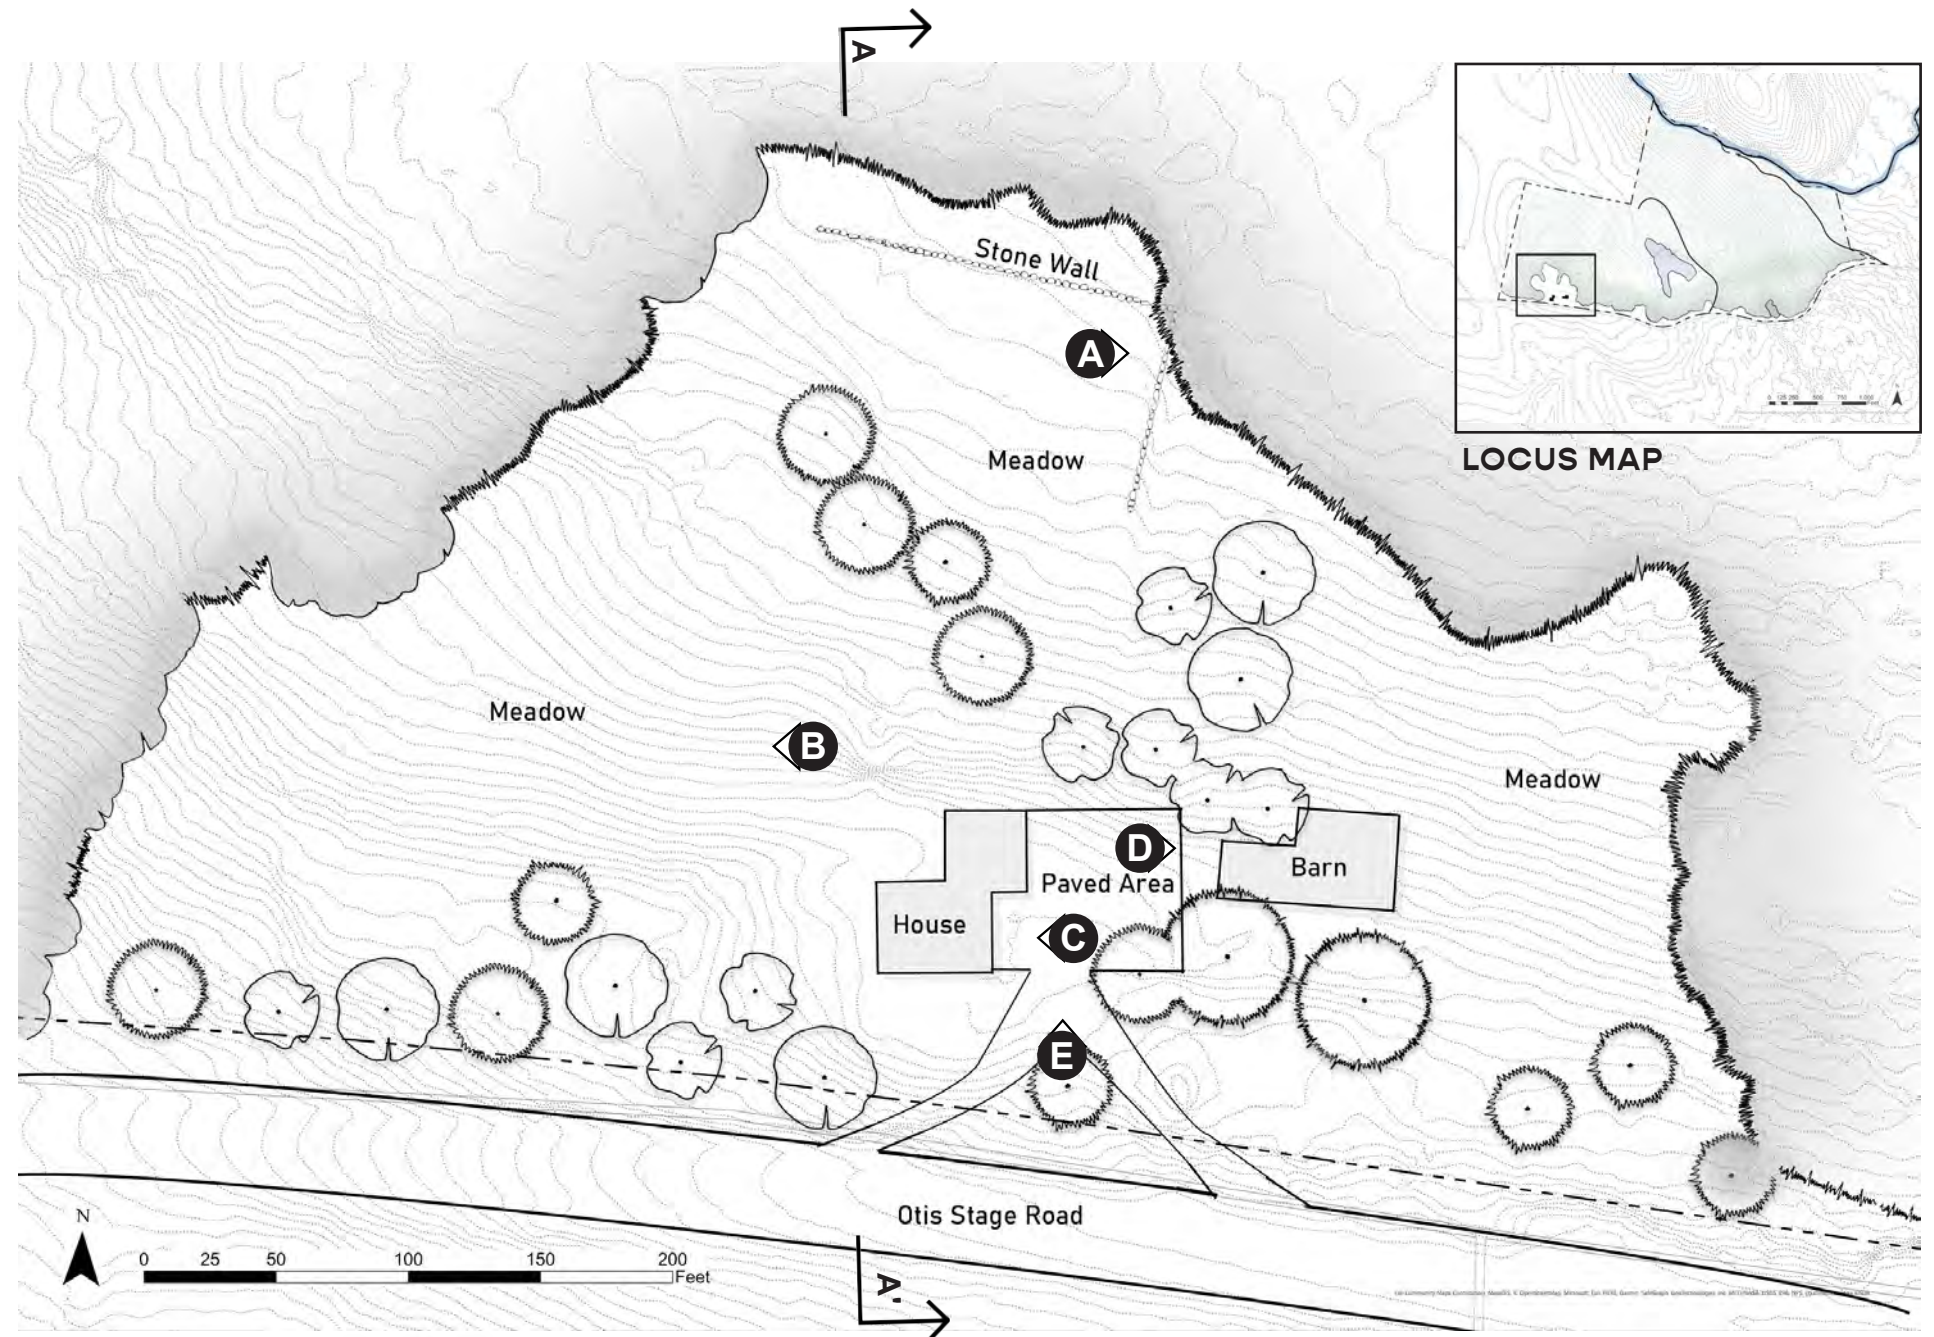 A
Stone Wall
A
LOCUS MAP
Meadow
Meadow
B
Meadow
D
Barn
Paved Area
House
C
E
Otis Stage Road
N
0 25 50 100 150 200
Feet
A'